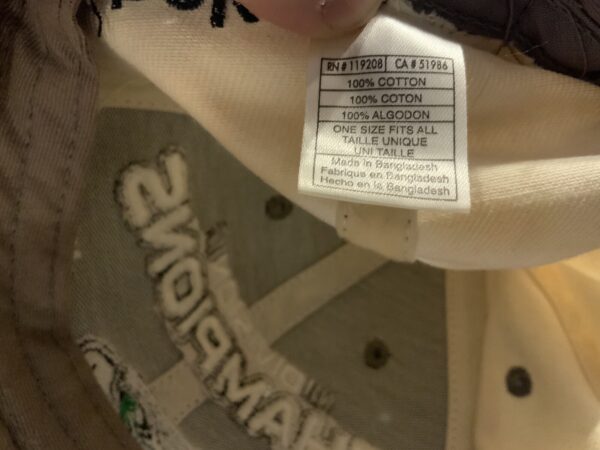 RN # 119208 CA # 51986
100% COTTON
100% COTON
100% ALGODON
ONE SIZE FITS ALL
TAILLE UNIQUE
UNI TAILLE
Made in Bangladesh
Fabrique en Bangladesh
Hecho en la Bangladesh
HAMPIONS